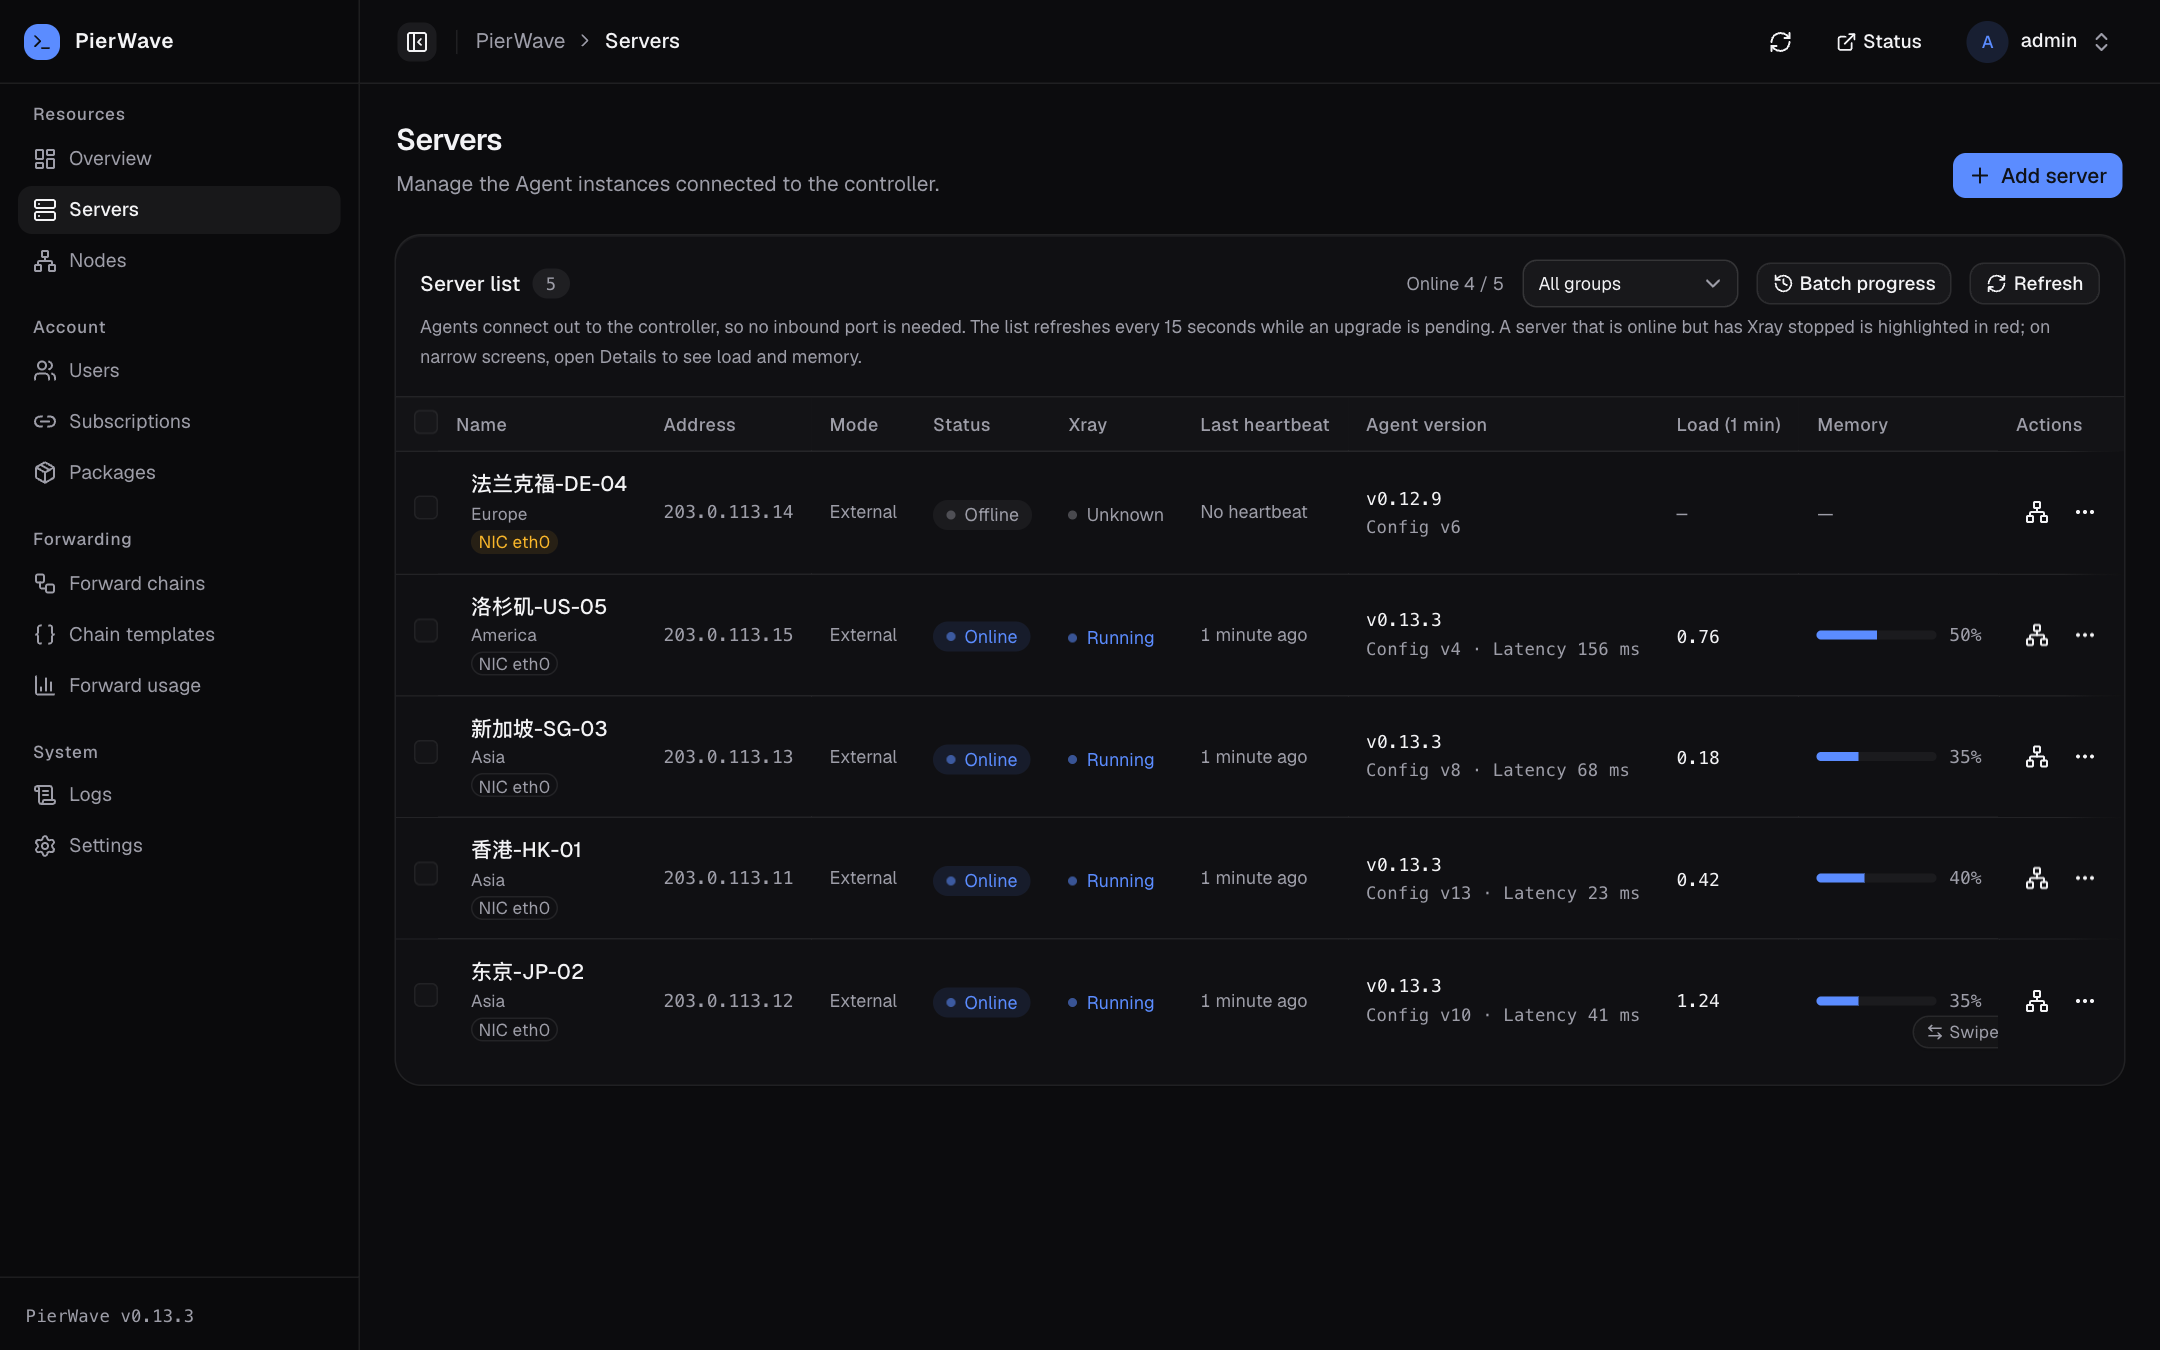 PierWave
PierWave > Servers
Status
A
admin
Resources
Overview
Servers
Nodes
Account
Users
Subscriptions
Packages
Forwarding
Forward chains
Chain templates
Forward usage
System
Logs
Settings
PierWave v0.13.3
Servers
Manage the Agent instances connected to the controller.
+ Add server
Server list 5
Online 4 / 5
All groups
Batch progress
Refresh
Agents connect out to the controller, so no inbound port is needed. The list refreshes every 15 seconds while an upgrade is pending. A server that is online but has Xray stopped is highlighted in red; on
narrow screens, open Details to see load and memory.
Name Address Mode Status Xray Last heartbeat Agent version Load (1 min) Memory Actions
法兰克福-DE-04
Europe
NIC eth0
203.0.113.14 External Offline Unknown No heartbeat
v0.12.9
Config v6
— —
洛杉矶-US-05
America
NIC eth0
203.0.113.15 External Online Running 1 minute ago
v0.13.3
Config v4 · Latency 156 ms
0.76 50%
新加坡-SG-03
Asia
NIC eth0
203.0.113.13 External Online Running 1 minute ago
v0.13.3
Config v8 · Latency 68 ms
0.18 35%
香港-HK-01
Asia
NIC eth0
203.0.113.11 External Online Running 1 minute ago
v0.13.3
Config v13 · Latency 23 ms
0.42 40%
东京-JP-02
Asia
NIC eth0
203.0.113.12 External Online Running 1 minute ago
v0.13.3
Config v10 · Latency 41 ms
1.24 35%
Swipe